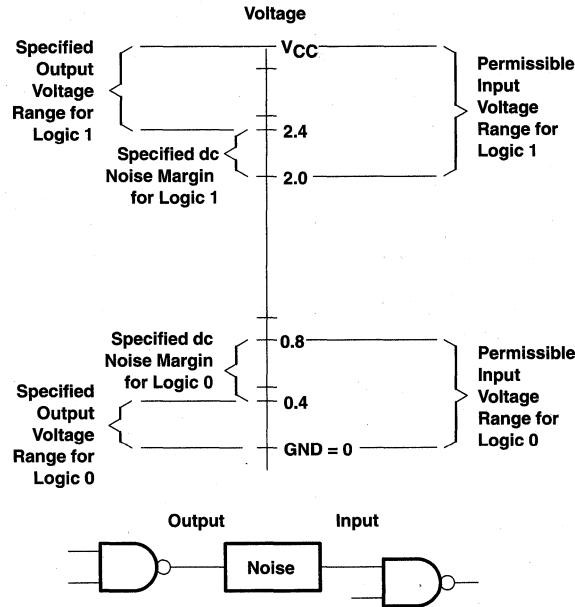 Voltage
Specified
Output
Voltage
Range for
Logic 1
VCC
Permissible
Input
Voltage
Range for
Logic 1
2.4
Specified dc
Noise Margin
for Logic 1
2.0
Specified dc
Noise Margin
for Logic 0
0.8
Permissible
Input
Voltage
Range for
Logic 0
Specified
Output
Voltage
Range for
Logic 0
0.4
GND = 0
Output
Input
Noise